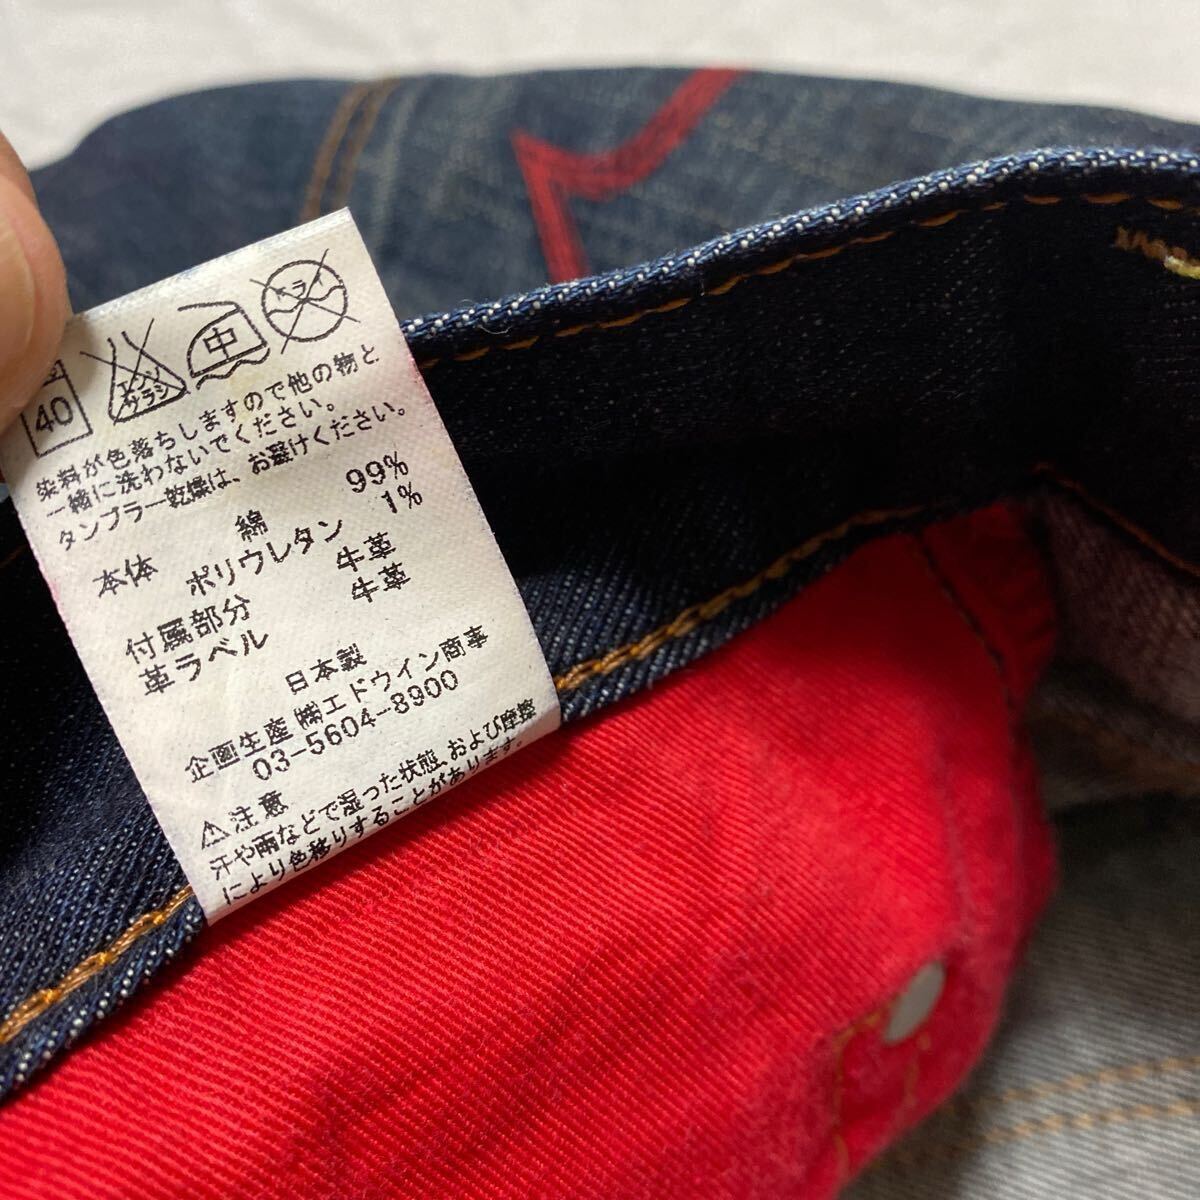 40
エンソ
サラシ
中
ドライ
染料が色落ちしますので他の物と
一緒に洗わないでください。
タンブラー乾燥は、お避けください。
本体 綿 99%
ポリウレタン 1%
付属部分 牛革
革ラベル 牛革
日本製
企画生産 ㈱エドウイン商事
03-5604-8900
⚠注意
汗や雨などで湿った状態、および摩擦
により色移りすることがあります。